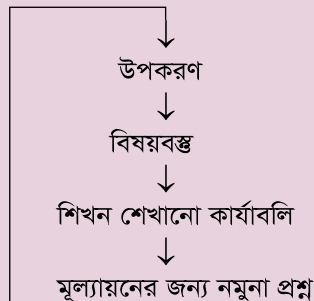 উপকরণ
বিষয়বস্তু
শিখন শেখানো কার্যাবলি
মূল্যায়নের জন্য নমুনা প্রশ্ন